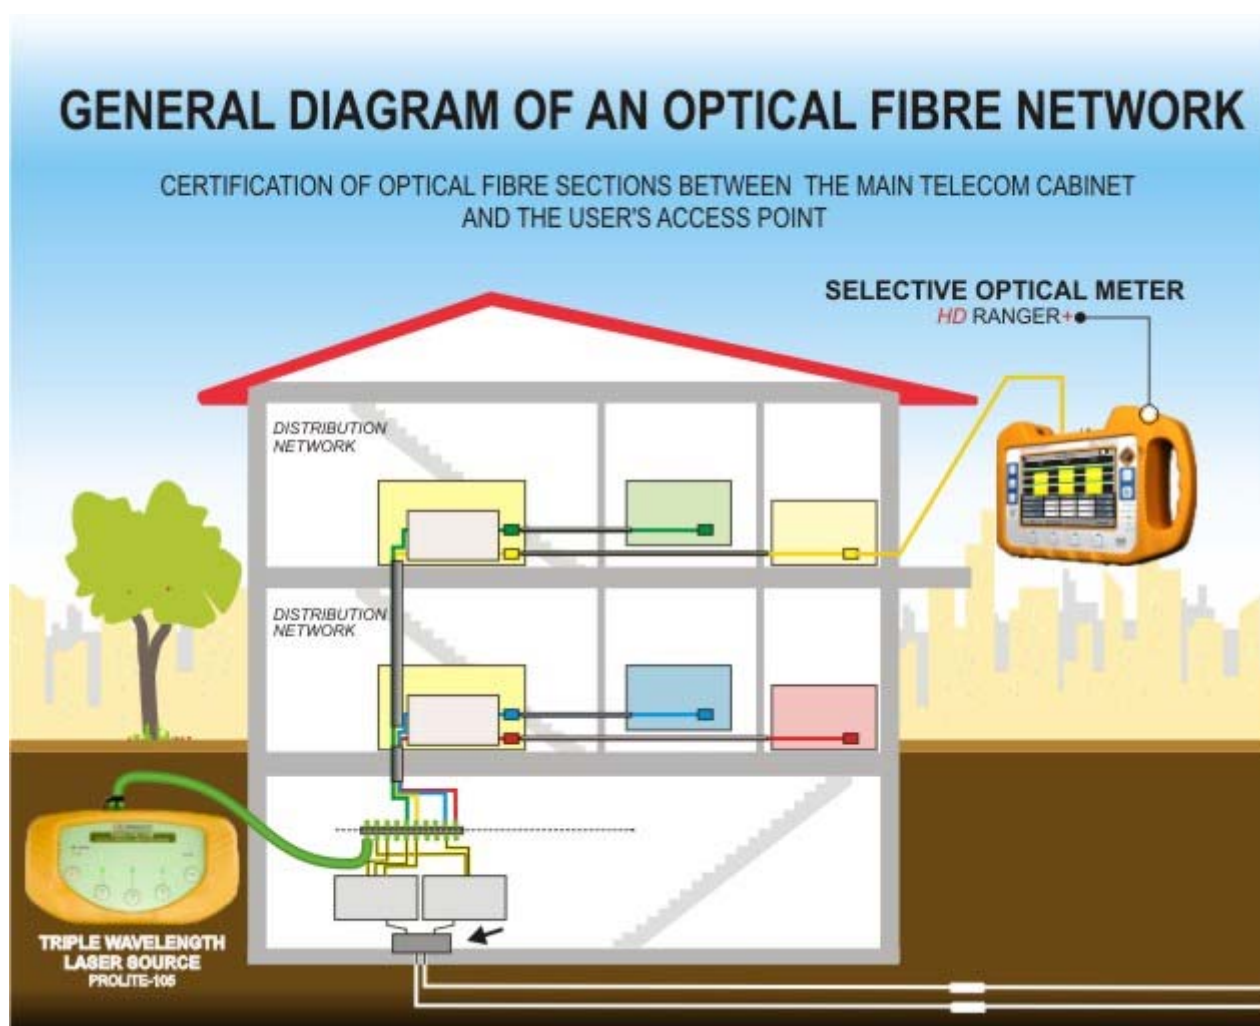 GENERAL DIAGRAM OF AN OPTICAL FIBRE NETWORK
CERTIFICATION OF OPTICAL FIBRE SECTIONS BETWEEN THE MAIN TELECOM CABINET
AND THE USER'S ACCESS POINT
SELECTIVE OPTICAL METER
HD RANGER+
DISTRIBUTION
NETWORK
DISTRIBUTION
NETWORK
TRIPLE WAVELENGTH
LASER SOURCE
PROLITE-105